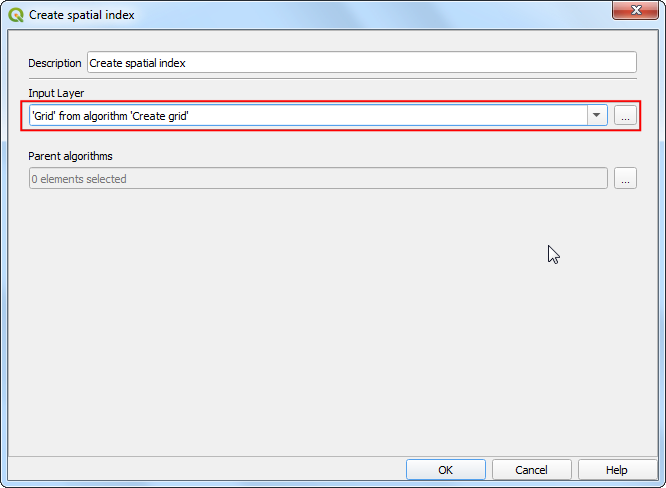 Create spatial index
Description Create spatial index
Input Layer
'Grid' from algorithm 'Create grid'
...
Parent algorithms
0 elements selected
...
OK Cancel Help